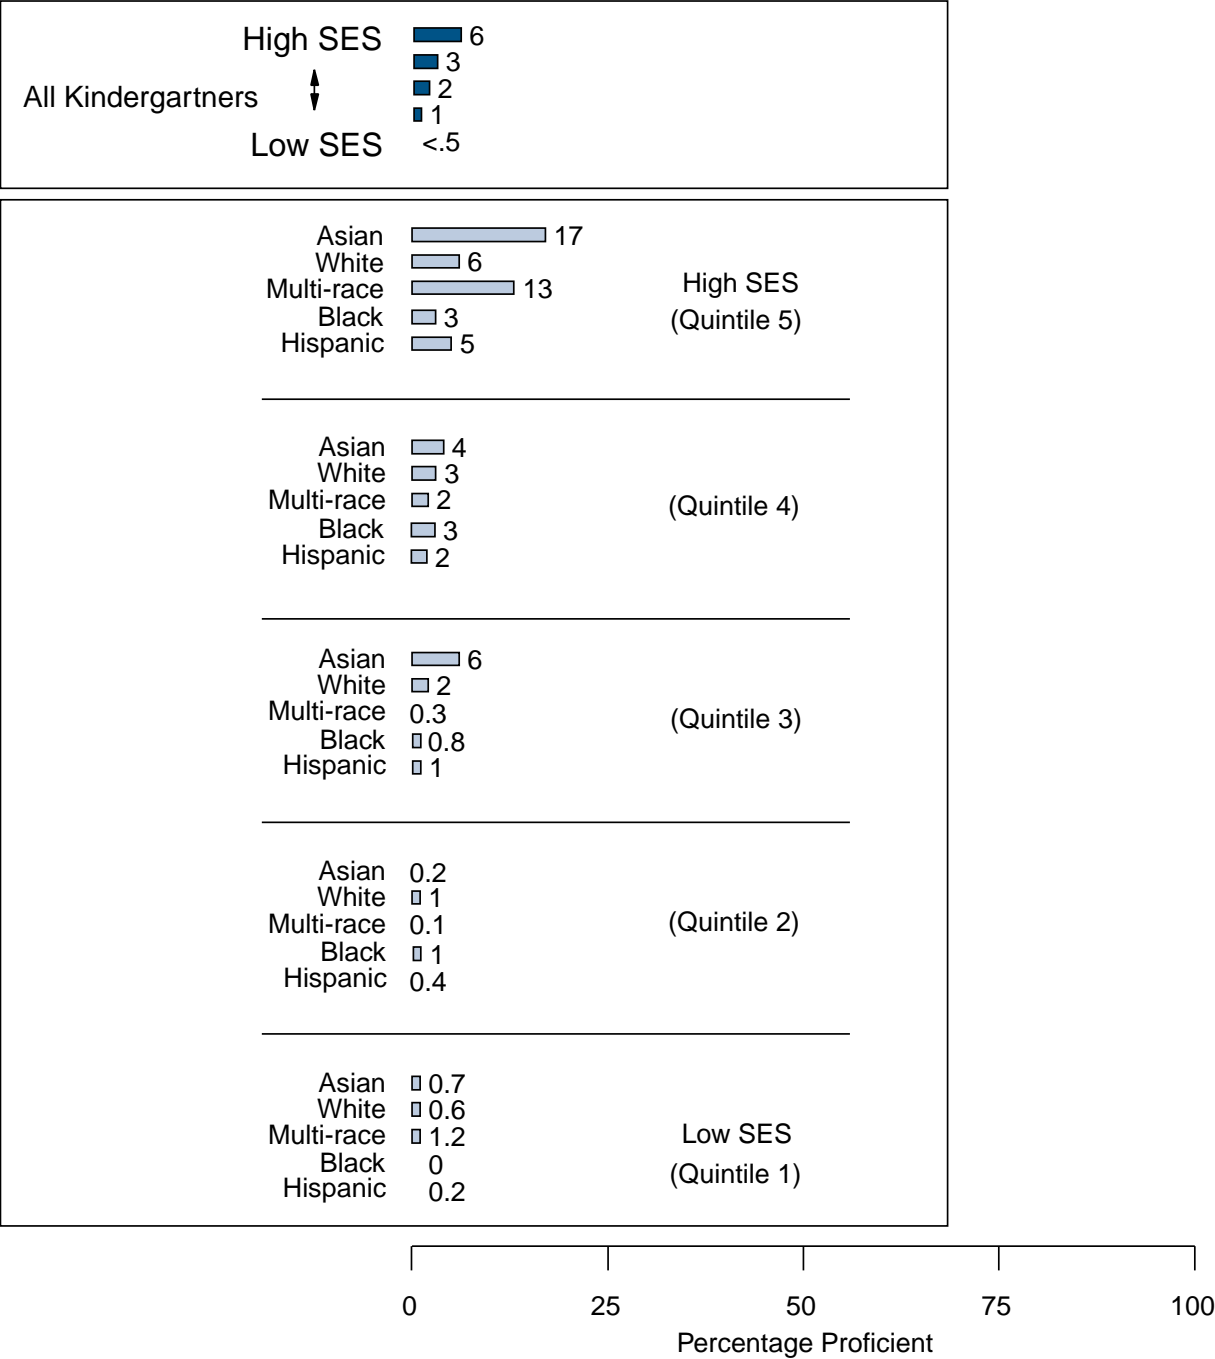 High SES 6
3
All Kindergartners 2
1
Low SES <.5
Asian 17
White 6
Multi-race 13
Black 3
Hispanic 5
High SES
(Quintile 5)
Asian 4
White 3
Multi-race 2
Black 3
Hispanic 2
(Quintile 4)
Asian 6
White 2
Multi-race 0.3
Black 0.8
Hispanic 1
(Quintile 3)
Asian 0.2
White 1
Multi-race 0.1
Black 1
Hispanic 0.4
(Quintile 2)
Asian 0.7
White 0.6
Multi-race 1.2
Black 0
Hispanic 0.2
Low SES
(Quintile 1)
0 25 50 75 100
Percentage Proficient